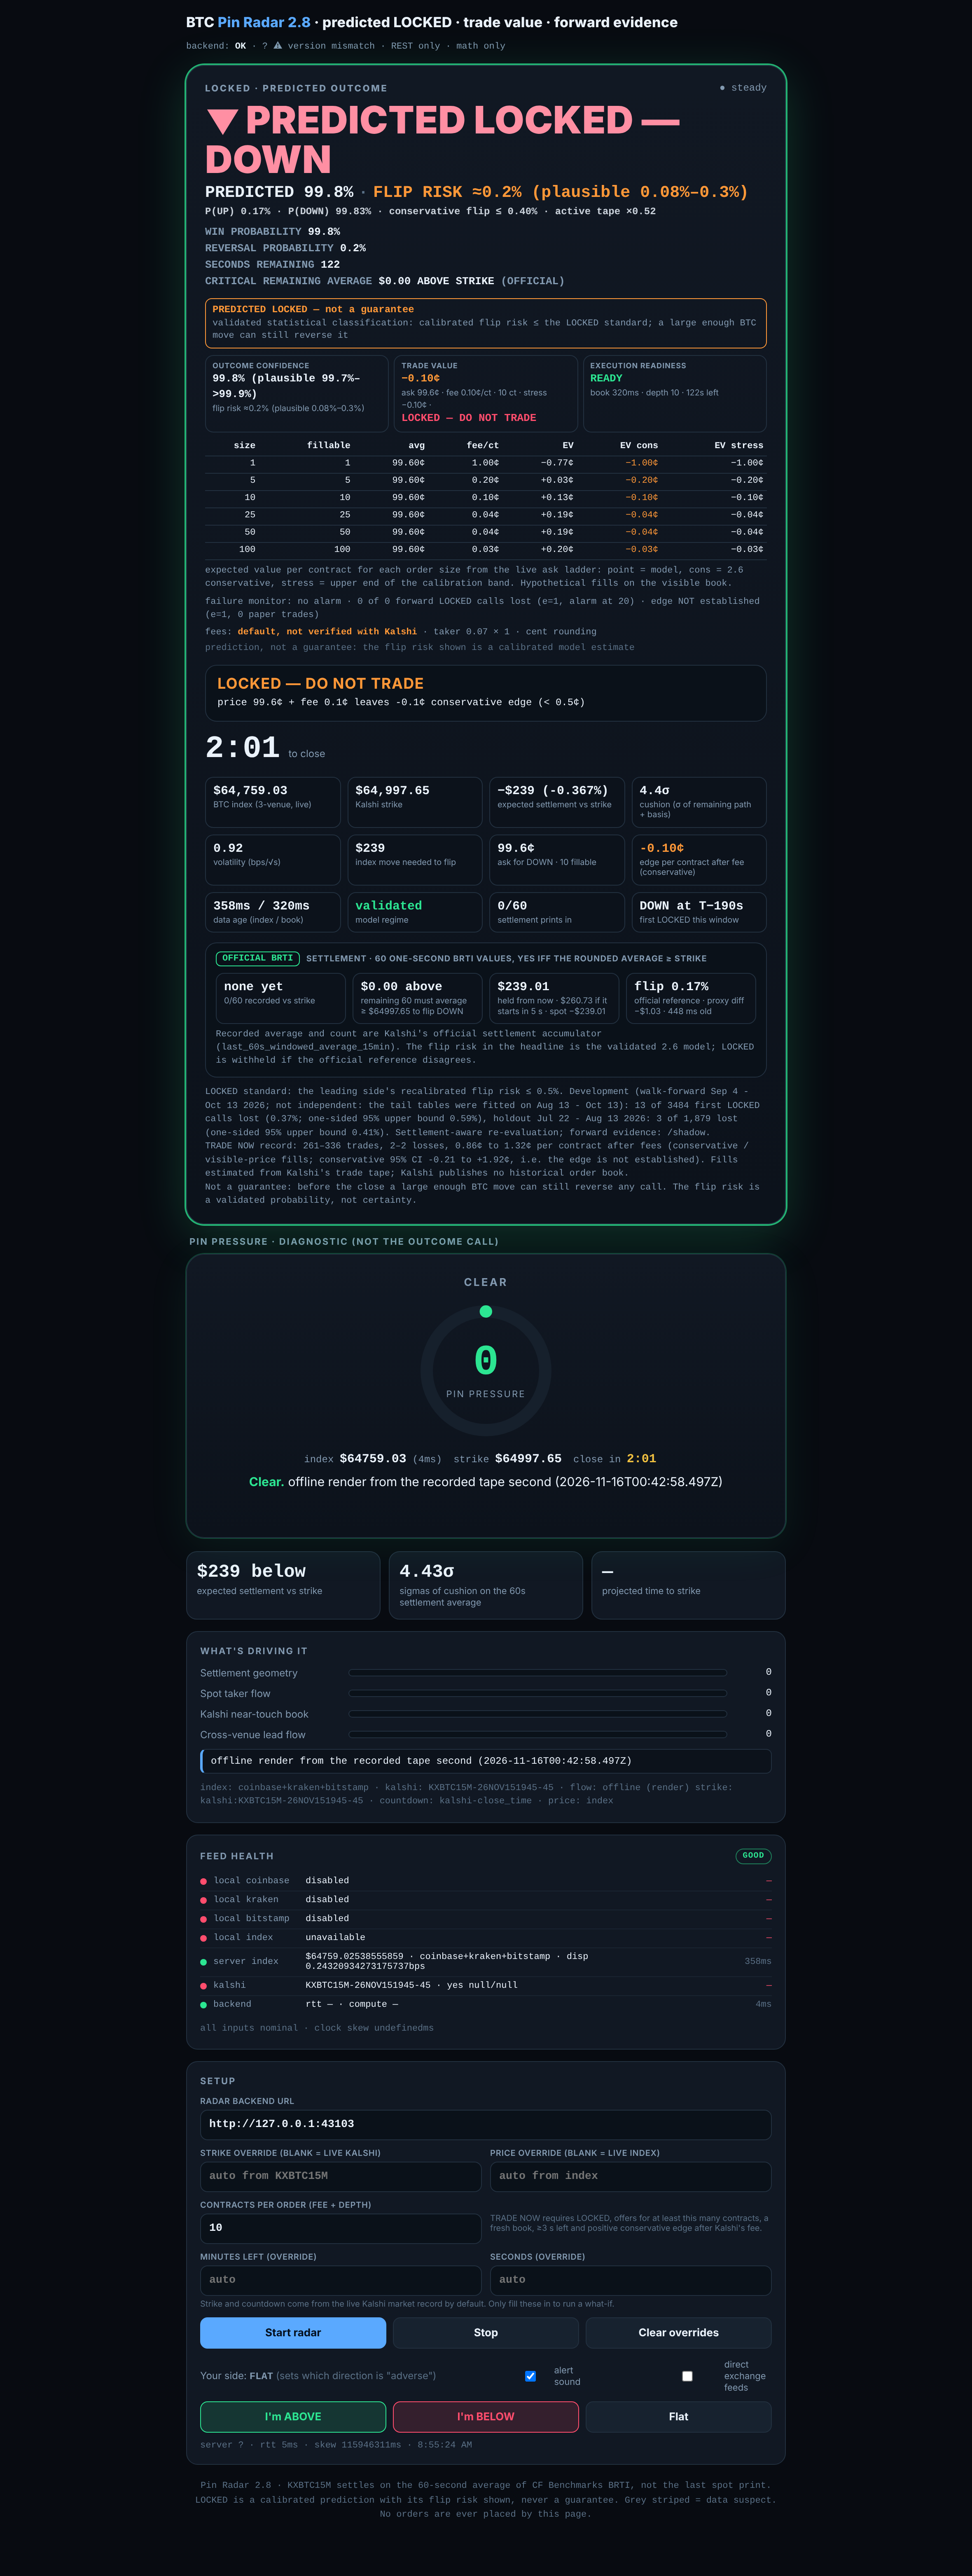 BTC Pin Radar 2.8 · predicted LOCKED · trade value · forward evidence
backend: OK · ? ⚠ version mismatch · REST only · math only
LOCKED · PREDICTED OUTCOME
● steady
▼PREDICTED LOCKED —
DOWN
PREDICTED 99.8% · FLIP RISK ≈0.2% (plausible 0.08%–0.3%)
P(UP) 0.17% · P(DOWN) 99.83% · conservative flip ≤ 0.40% · active tape ×0.52
WIN PROBABILITY 99.8%
REVERSAL PROBABILITY 0.2%
SECONDS REMAINING 122
CRITICAL REMAINING AVERAGE $0.00 ABOVE STRIKE (OFFICIAL)
PREDICTED LOCKED — not a guarantee
validated statistical classification: calibrated flip risk ≤ the LOCKED standard; a large enough BTC
move can still reverse it
OUTCOME CONFIDENCE
99.8% (plausible 99.7%–
>99.9%)
flip risk ≈0.2% (plausible 0.08%–0.3%)
TRADE VALUE
−0.10¢
ask 99.6¢ · fee 0.10¢/ct · 10 ct · stress
−0.10¢ ·
LOCKED — DO NOT TRADE
EXECUTION READINESS
READY
book 320ms · depth 10 · 122s left
size fillable avg fee/ct EV EV cons EV stress
1 1 99.60¢ 1.00¢ −0.77¢ −1.00¢ −1.00¢
5 5 99.60¢ 0.20¢ +0.03¢ −0.20¢ −0.20¢
10 10 99.60¢ 0.10¢ +0.13¢ −0.10¢ −0.10¢
25 25 99.60¢ 0.04¢ +0.19¢ −0.04¢ −0.04¢
50 50 99.60¢ 0.04¢ +0.19¢ −0.04¢ −0.04¢
100 100 99.60¢ 0.03¢ +0.20¢ −0.03¢ −0.03¢
expected value per contract for each order size from the live ask ladder: point = model, cons = 2.6
conservative, stress = upper end of the calibration band. Hypothetical fills on the visible book.
failure monitor: no alarm · 0 of 0 forward LOCKED calls lost (e=1, alarm at 20) · edge NOT established
(e=1, 0 paper trades)
fees: default, not verified with Kalshi · taker 0.07 × 1 · cent rounding
prediction, not a guarantee: the flip risk shown is a calibrated model estimate
LOCKED — DO NOT TRADE
price 99.6¢ + fee 0.1¢ leaves -0.1¢ conservative edge (< 0.5¢)
2:01 to close
$64,759.03
BTC index (3-venue, live)
$64,997.65
Kalshi strike
−$239 (-0.367%)
expected settlement vs strike
4.4σ
cushion (σ of remaining path
+ basis)
0.92
volatility (bps/√s)
$239
index move needed to flip
99.6¢
ask for DOWN · 10 fillable
-0.10¢
edge per contract after fee
(conservative)
358ms / 320ms
data age (index / book)
validated
model regime
0/60
settlement prints in
DOWN at T−190s
first LOCKED this window
OFFICIAL BRTI SETTLEMENT · 60 ONE-SECOND BRTI VALUES, YES IFF THE ROUNDED AVERAGE ≥ STRIKE
none yet
0/60 recorded vs strike
$0.00 above
remaining 60 must average
≥ $64997.65 to flip DOWN
$239.01
held from now · $260.73 if it
starts in 5 s · spot −$239.01
flip 0.17%
official reference · proxy diff
−$1.03 · 448 ms old
Recorded average and count are Kalshi's official settlement accumulator
(last_60s_windowed_average_15min). The flip risk in the headline is the validated 2.6 model; LOCKED
is withheld if the official reference disagrees.
LOCKED standard: the leading side's recalibrated flip risk ≤ 0.5%. Development (walk-forward Sep 4 -
Oct 13 2026; not independent: the tail tables were fitted on Aug 13 - Oct 13): 13 of 3484 first LOCKED
calls lost (0.37%; one-sided 95% upper bound 0.59%), holdout Jul 22 - Aug 13 2026: 3 of 1,879 lost
(one-sided 95% upper bound 0.41%). Settlement-aware re-evaluation; forward evidence: /shadow.
TRADE NOW record: 261–336 trades, 2–2 losses, 0.86¢ to 1.32¢ per contract after fees (conservative /
visible-price fills; conservative 95% CI -0.21 to +1.92¢, i.e. the edge is not established). Fills
estimated from Kalshi's trade tape; Kalshi publishes no historical order book.
Not a guarantee: before the close a large enough BTC move can still reverse any call. The flip risk is
a validated probability, not certainty.
PIN PRESSURE · DIAGNOSTIC (NOT THE OUTCOME CALL)
CLEAR
0
PIN PRESSURE
index $64759.03 (4ms) strike $64997.65 close in 2:01
Clear. offline render from the recorded tape second (2026-11-16T00:42:58.497Z)
$239 below
expected settlement vs strike
4.43σ
sigmas of cushion on the 60s
settlement average
—
projected time to strike
WHAT'S DRIVING IT
Settlement geometry 0
Spot taker flow 0
Kalshi near-touch book 0
Cross-venue lead flow 0
offline render from the recorded tape second (2026-11-16T00:42:58.497Z)
index: coinbase+kraken+bitstamp · kalshi: KXBTC15M-26NOV151945-45 · flow: offline (render) strike:
kalshi:KXBTC15M-26NOV151945-45 · countdown: kalshi-close_time · price: index
FEED HEALTH
GOOD
local coinbase disabled —
local kraken disabled —
local bitstamp disabled —
local index unavailable —
server index $64759.02538555859 · coinbase+kraken+bitstamp · disp
0.24320934273175737bps 358ms
kalshi KXBTC15M-26NOV151945-45 · yes null/null —
backend rtt — · compute — 4ms
all inputs nominal · clock skew undefinedms
SETUP
RADAR BACKEND URL
http://127.0.0.1:43103
STRIKE OVERRIDE (BLANK = LIVE KALSHI)
auto from KXBTC15M
PRICE OVERRIDE (BLANK = LIVE INDEX)
auto from index
CONTRACTS PER ORDER (FEE + DEPTH)
10
TRADE NOW requires LOCKED, offers for at least this many contracts, a
fresh book, ≥3 s left and positive conservative edge after Kalshi's fee.
MINUTES LEFT (OVERRIDE)
auto
SECONDS (OVERRIDE)
auto
Strike and countdown come from the live Kalshi market record by default. Only fill these in to run a what-if.
Start radar
Stop
Clear overrides
Your side: FLAT (sets which direction is "adverse")
alert
sound
direct
exchange
feeds
I'm ABOVE
I'm BELOW
Flat
server ? · rtt 5ms · skew 115946311ms · 8:55:24 AM
Pin Radar 2.8 · KXBTC15M settles on the 60-second average of CF Benchmarks BRTI, not the last spot print.
LOCKED is a calibrated prediction with its flip risk shown, never a guarantee. Grey striped = data suspect.
No orders are ever placed by this page.